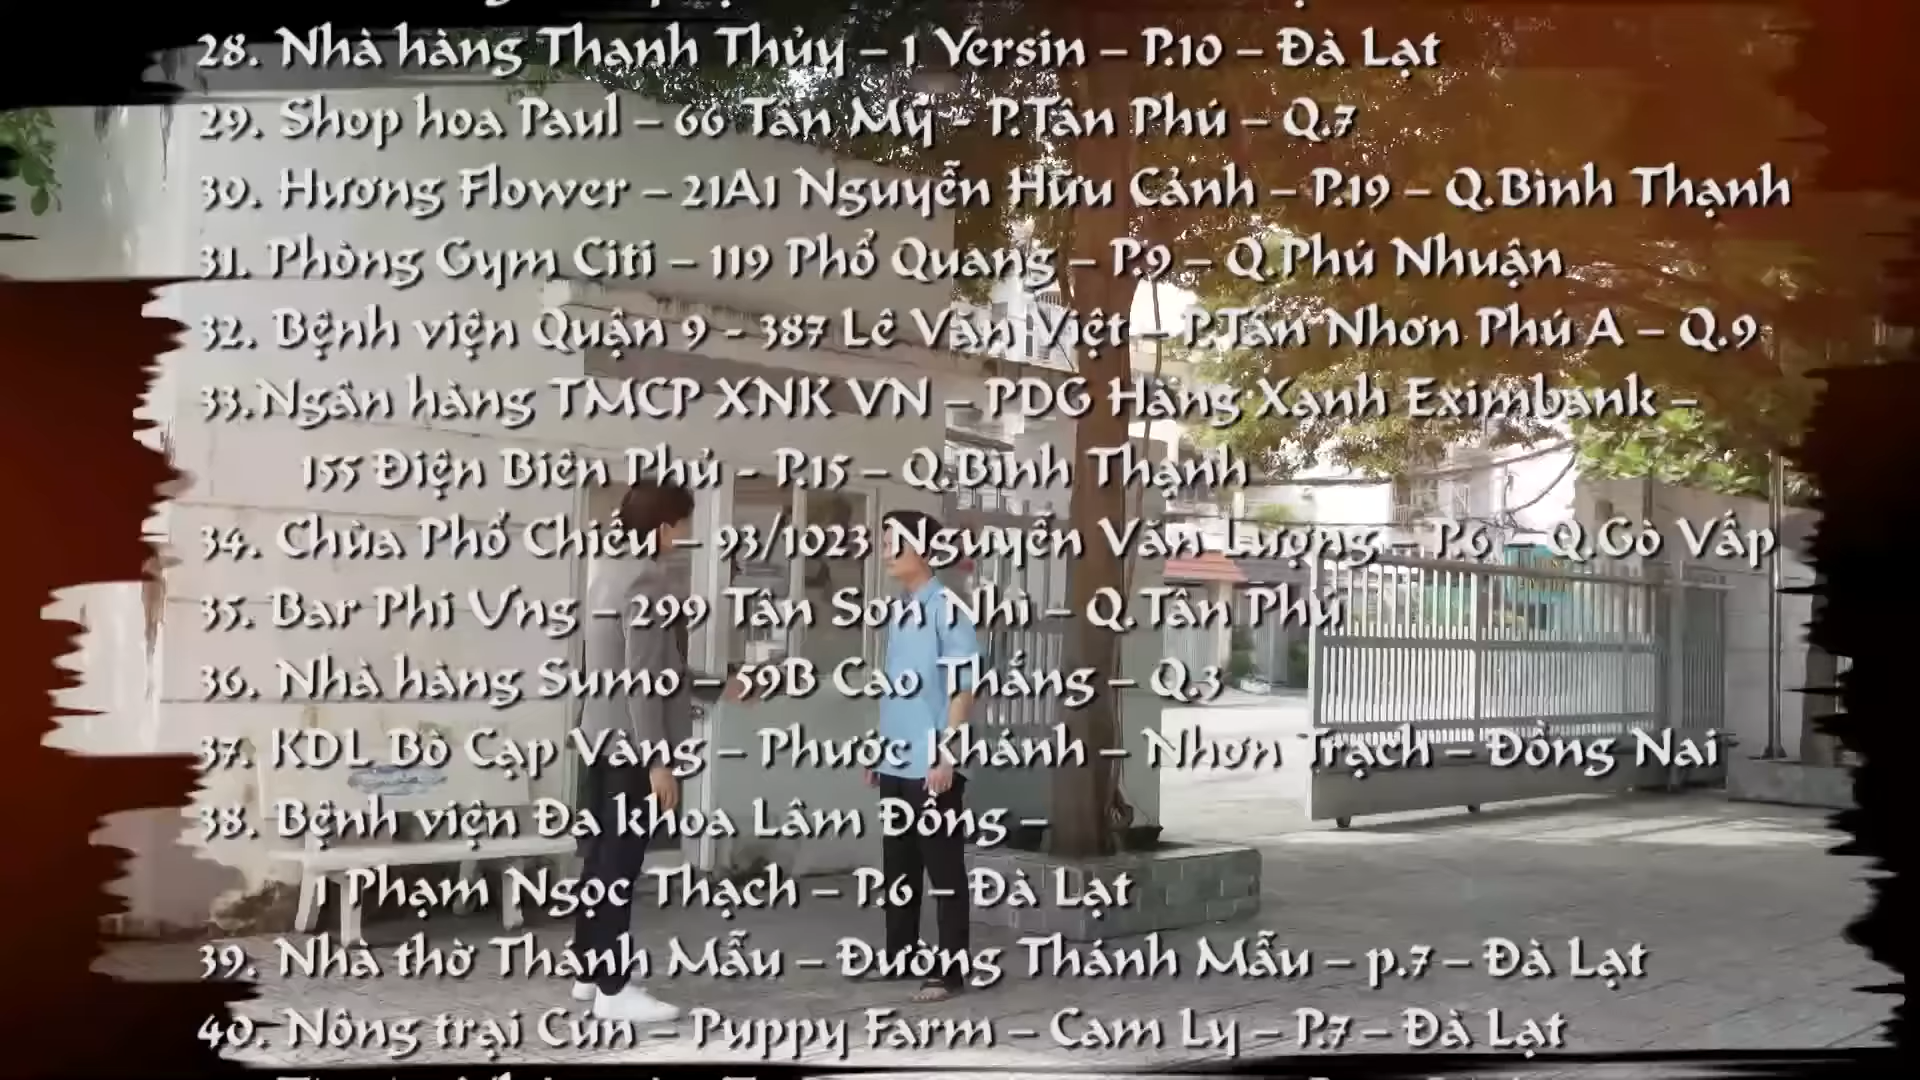 28. Nhà hàng Thanh Thủy – 1 Yersin – P.10 – Đà Lạt
29. Shop hoa Paul – 66 Tân Mỹ - P.Tân Phú – Q.7
30. Hương Flower – 21A1 Nguyễn Hữu Cảnh – P.19 – Q.Bình Thạnh
31. Phòng Gym Citi – 119 Phổ Quang – P.9 – Q.Phú Nhuận
32. Bệnh viện Quận 9 - 387 Lê Văn Việt – P.Tân Nhơn Phú A – Q.9
33.Ngân hàng TMCP XNK VN – PDG Hàng Xanh Eximbank –
155 Điện Biên Phủ - P.15 – Q.Bình Thạnh
34. Chùa Phổ Chiếu – 93/1023 Nguyễn Văn Lượng – P.6 – Q.Gò Vấp
35. Bar Phi Ưng – 299 Tân Sơn Nhì – Q.Tân Phú
36. Nhà hàng Sumo – 59B Cao Thắng – Q.3
37. KDL Bò Cạp Vàng – Phước Khánh – Nhơn Trạch – Đồng Nai
38. Bệnh viện Đa khoa Lâm Đồng –
1 Phạm Ngọc Thạch – P.6 – Đà Lạt
39. Nhà thờ Thánh Mẫu – Đường Thánh Mẫu – p.7 – Đà Lạt
40. Nông trại Cún – Puppy Farm – Cam Ly – P.7 – Đà Lạt